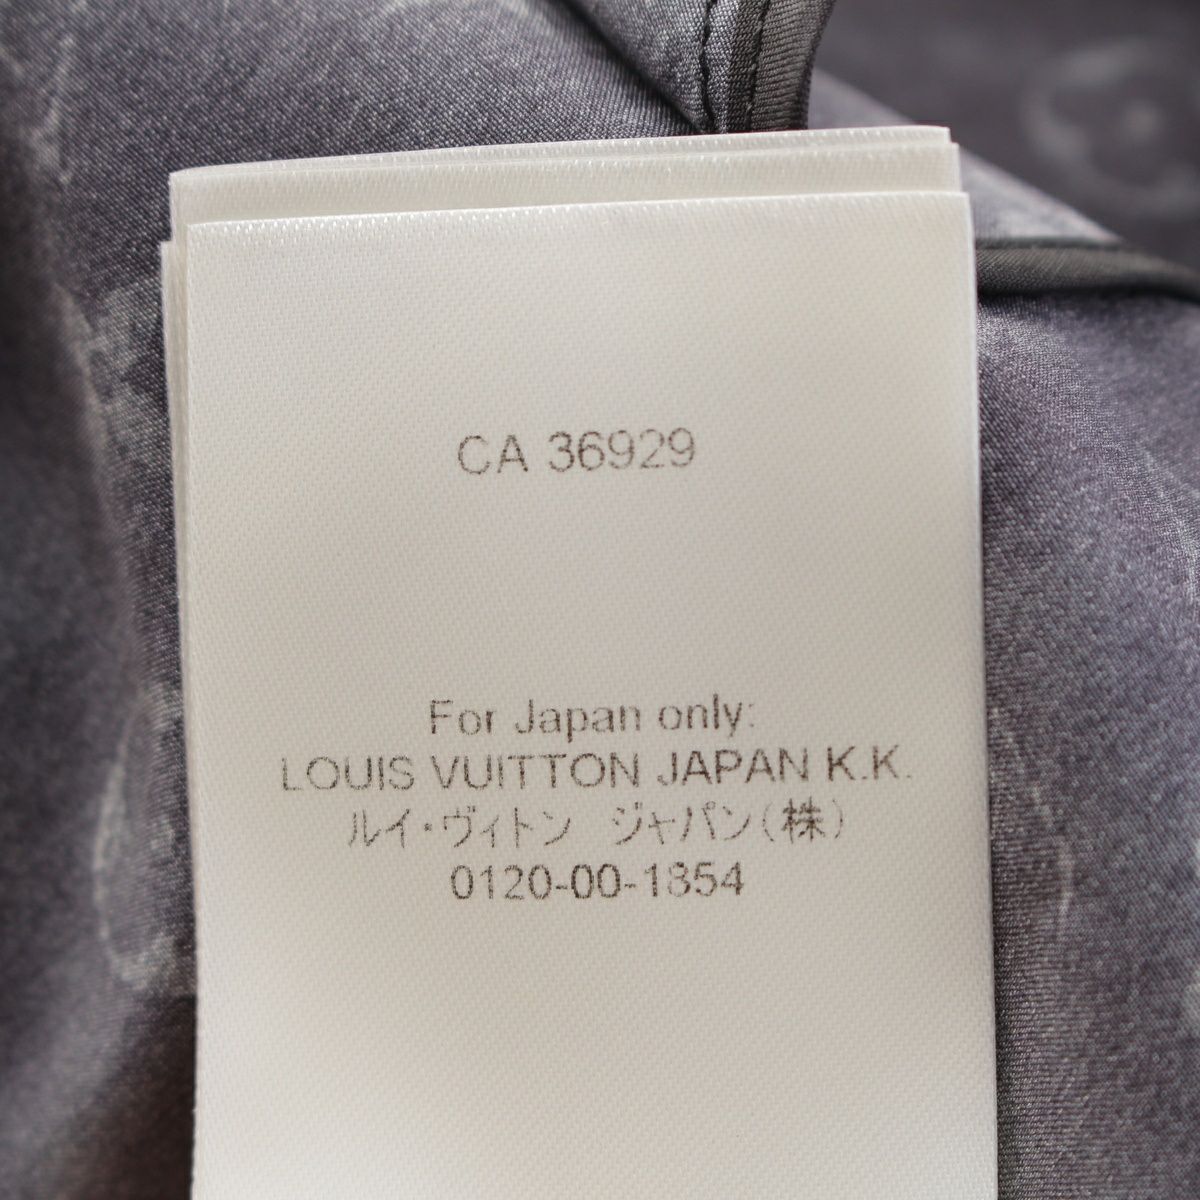 CA 36929
For Japan only:
LOUIS VUITTON JAPAN K.K.
ルイ・ヴィトン　ジャパン(株)
0120-00-1854